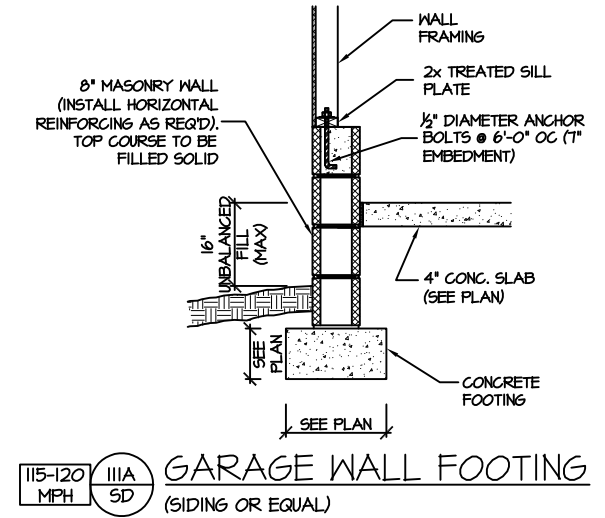 WALL
FRAMING
2x TREATED SILL
PLATE
8" MASONRY WALL
(INSTALL HORIZONTAL
REINFORCING AS REQ'D).
TOP COURSE TO BE
FILLED SOLID
½" DIAMETER ANCHOR
BOLTS @ 6'-0" OC (7"
EMBEDMENT)
16"
UNBALANCED
FILL
(MAX)
4" CONC. SLAB
(SEE PLAN)
SEE
PLAN
CONCRETE
FOOTING
SEE PLAN
115-120
MPH
111A
SD
GARAGE WALL FOOTING
(SIDING OR EQUAL)